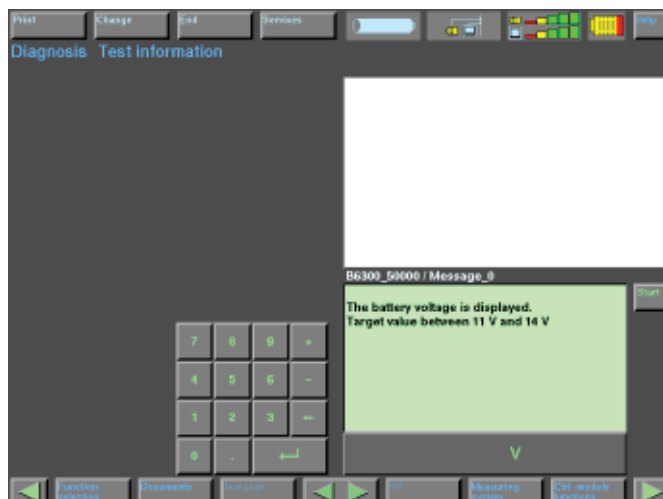 Print Change End Services Help
Diagnosis Test information
B6300_50000 / Message_0
Start
The battery voltage is displayed.
Target value between 11 V and 14 V
7 8 9 +
4 5 6 -
1 2 3
0 .
V
Function selection Documents Test plan Measuring system Ctrl-module functions